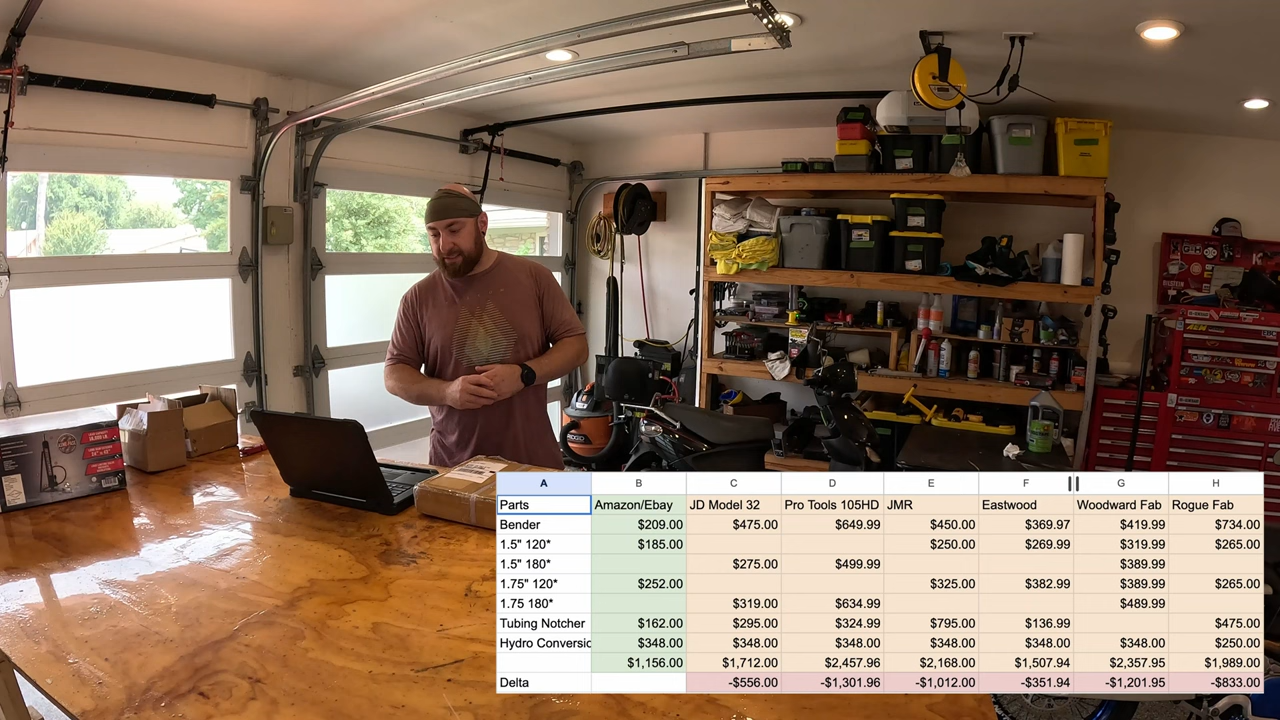 A B C D E F G H
Parts Amazon/Ebay JD Model 32 Pro Tools 105HD JMR Eastwood Woodward Fab Rogue Fab
Bender $209.00 $475.00 $649.99 $450.00 $369.97 $419.99 $734.00
1.5" 120* $185.00 $250.00 $269.99 $319.99 $265.00
1.5" 180* $275.00 $499.99 $389.99
1.75" 120* $252.00 $325.00 $382.99 $389.99 $265.00
1.75 180* $319.00 $634.99 $489.99
Tubing Notcher $162.00 $295.00 $324.99 $795.00 $136.99 $475.00
Hydro Conversic $348.00 $348.00 $348.00 $348.00 $348.00 $348.00 $250.00
$1,156.00 $1,712.00 $2,457.96 $2,168.00 $1,507.94 $2,357.95 $1,989.00
Delta -$556.00 -$1,301.96 -$1,012.00 -$351.94 -$1,201.95 -$833.00
RIDGID